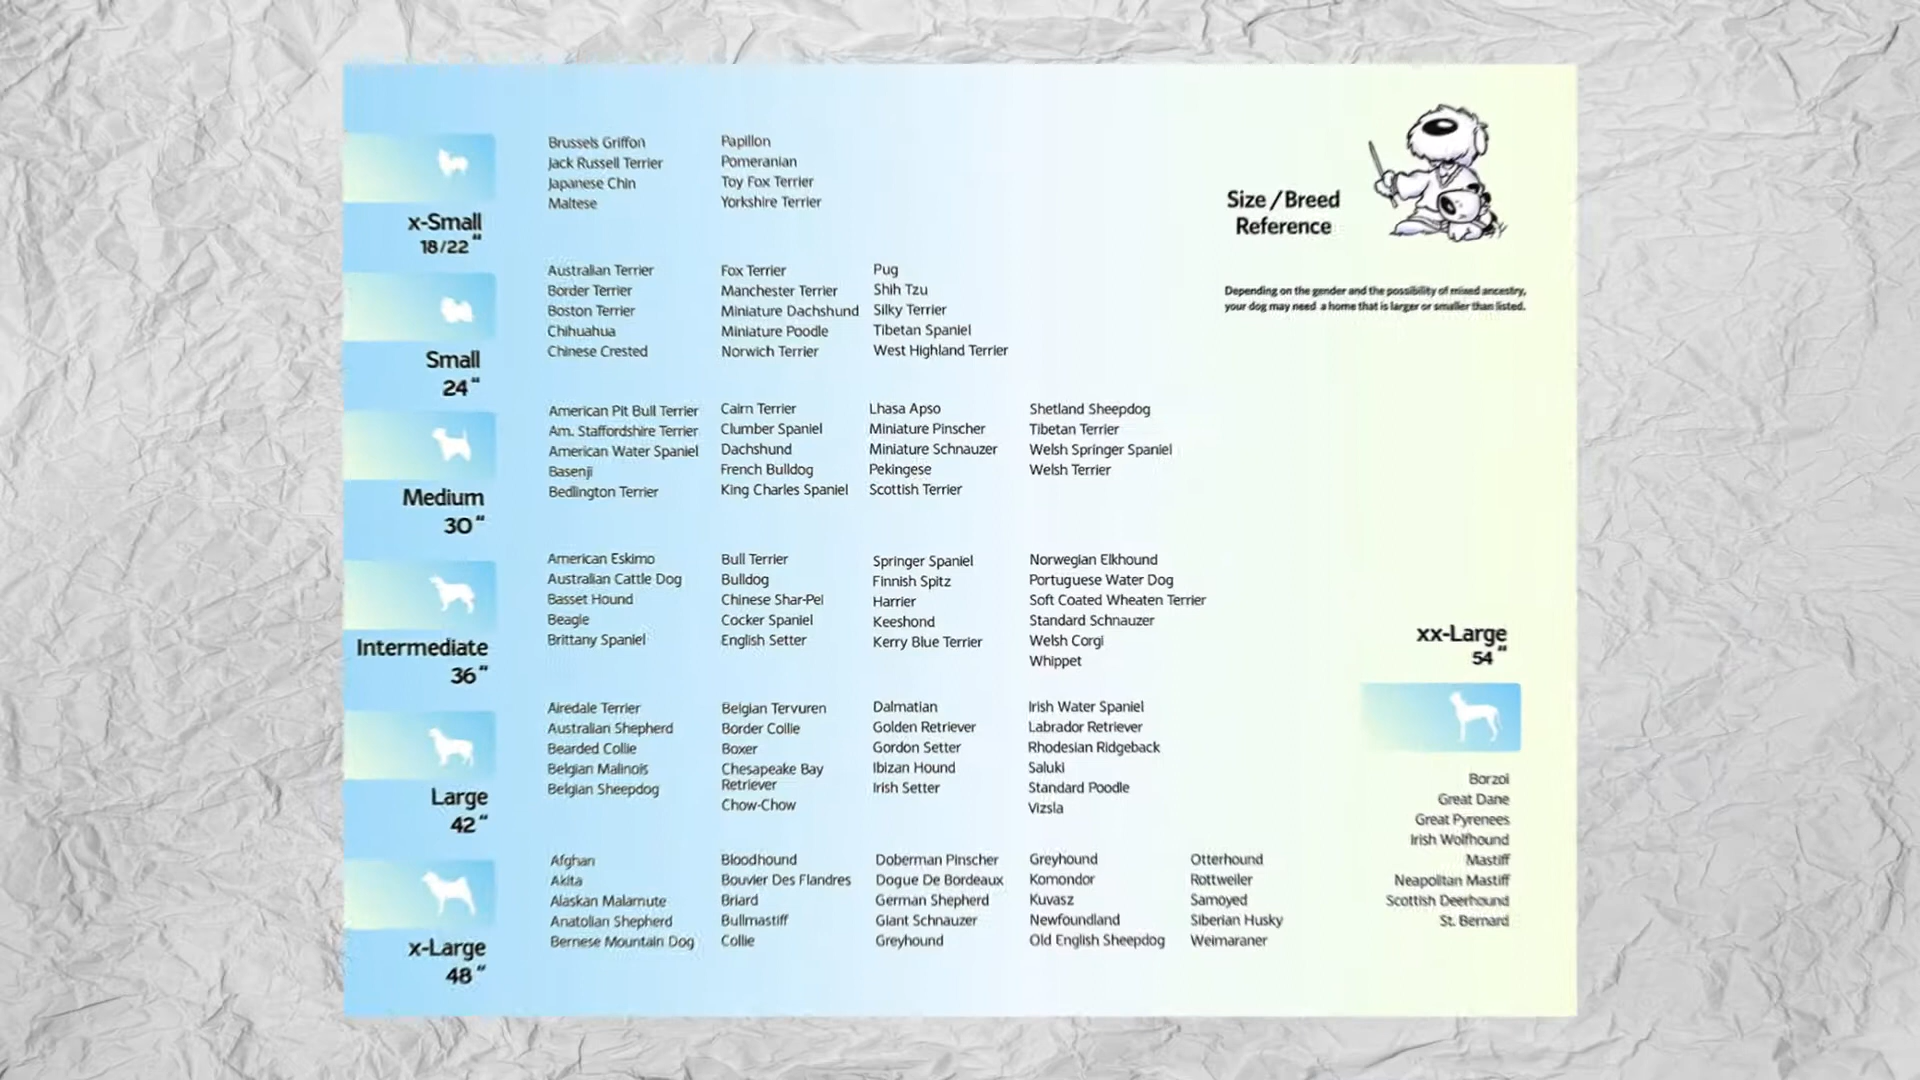 Size / Breed
Reference
Depending on the gender and the possibility of mixed ancestry,
your dog may need a home that is larger or smaller than listed.
x-Small
18/22"
Brussels Griffon
Jack Russell Terrier
Japanese Chin
Maltese
Papillon
Pomeranian
Toy Fox Terrier
Yorkshire Terrier
Small
24"
Australian Terrier
Border Terrier
Boston Terrier
Chihuahua
Chinese Crested
Fox Terrier
Manchester Terrier
Miniature Dachshund
Miniature Poodle
Norwich Terrier
Pug
Shih Tzu
Silky Terrier
Tibetan Spaniel
West Highland Terrier
Medium
30"
American Pit Bull Terrier
Am. Staffordshire Terrier
American Water Spaniel
Basenji
Bedlington Terrier
Cairn Terrier
Clumber Spaniel
Dachshund
French Bulldog
King Charles Spaniel
Lhasa Apso
Miniature Pinscher
Miniature Schnauzer
Pekingese
Scottish Terrier
Shetland Sheepdog
Tibetan Terrier
Welsh Springer Spaniel
Welsh Terrier
Intermediate
36"
American Eskimo
Australian Cattle Dog
Basset Hound
Beagle
Brittany Spaniel
Bull Terrier
Bulldog
Chinese Shar-Pei
Cocker Spaniel
English Setter
Springer Spaniel
Finnish Spitz
Harrier
Keeshond
Kerry Blue Terrier
Norwegian Elkhound
Portuguese Water Dog
Soft Coated Wheaten Terrier
Standard Schnauzer
Welsh Corgi
Whippet
Large
42"
Airedale Terrier
Australian Shepherd
Bearded Collie
Belgian Malinois
Belgian Sheepdog
Belgian Tervuren
Border Collie
Boxer
Chesapeake Bay
Retriever
Chow-Chow
Dalmatian
Golden Retriever
Gordon Setter
Ibizan Hound
Irish Setter
Irish Water Spaniel
Labrador Retriever
Rhodesian Ridgeback
Saluki
Standard Poodle
Vizsla
x-Large
48"
Afghan
Akita
Alaskan Malamute
Anatolian Shepherd
Bernese Mountain Dog
Bloodhound
Bouvier Des Flandres
Briard
Bullmastiff
Collie
Doberman Pinscher
Dogue De Bordeaux
German Shepherd
Giant Schnauzer
Greyhound
Greyhound
Komondor
Kuvasz
Newfoundland
Old English Sheepdog
Otterhound
Rottweiler
Samoyed
Siberian Husky
Weimaraner
xx-Large
54"
Borzoi
Great Dane
Great Pyrenees
Irish Wolfhound
Mastiff
Neapolitan Mastiff
Scottish Deerhound
St. Bernard